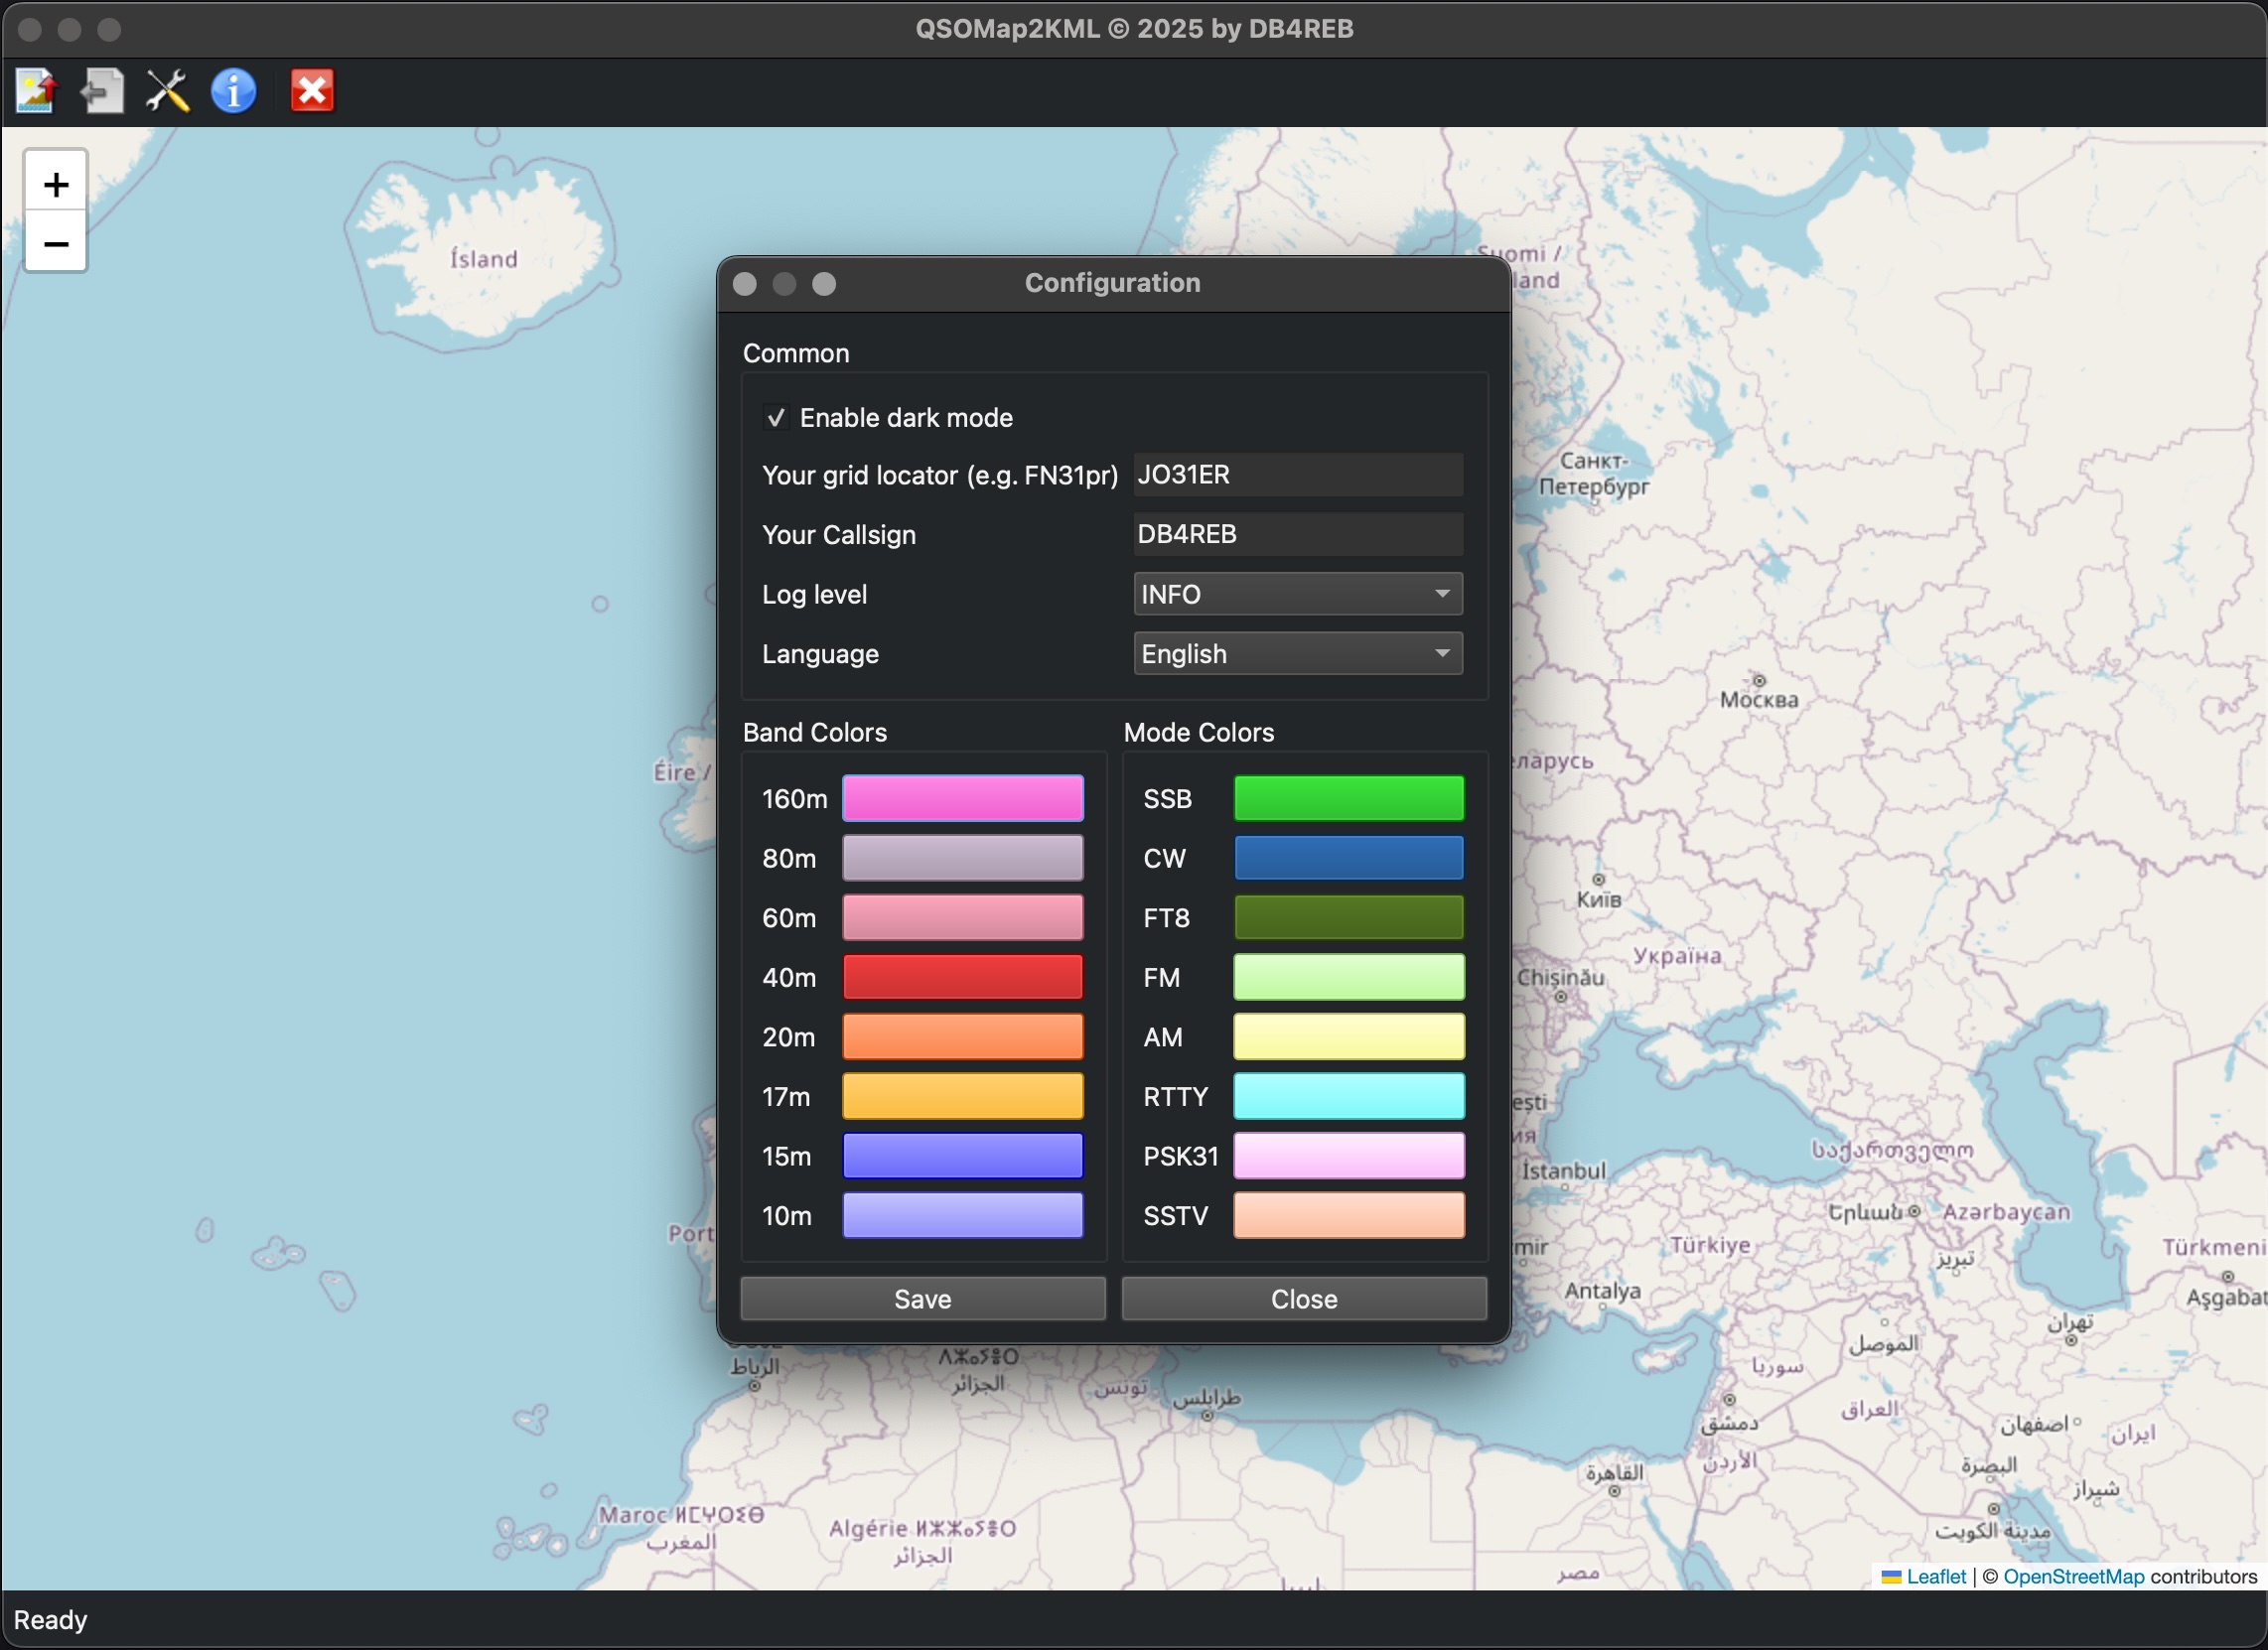 QSOMap2KML © 2025 by DB4REB
+
−
Ísland
Suomi /
land
Configuration
Common
Enable dark mode
Your grid locator (e.g. FN31pr) JO31ER
Your Callsign DB4REB
Log level INFO
Language English
Band Colors
160m
80m
60m
40m
20m
17m
15m
10m
Mode Colors
SSB
CW
FT8
FM
AM
RTTY
PSK31
SSTV
Save
Close
Санкт-
Петербург
Москва
еларусь
Éire /
Київ
Україна
Chișinău
ești
ия
İstanbul
საქართველო
Երևան
Azərbaycan
Port
mir
Türkiye
تبریز
Türkmeni
Antalya
Aşgabat
تهران
الموصل
سوريا
الرباط
ⴷⵣⴰⵢⴻⵔ
الجزائر
تونس
طرابلس
دمشق
العراق
اصفهان
ایران
الأردن
البصرة
القاهرة
شیراز
Maroc ⵍⵎⵖⵔⵉⴱ
المغرب
Algérie ⵍⵣⵣⴰⵢⴻⵔ
الجزائر
مدينة الكويت
مصر
Leaflet | © OpenStreetMap contributors
Ready